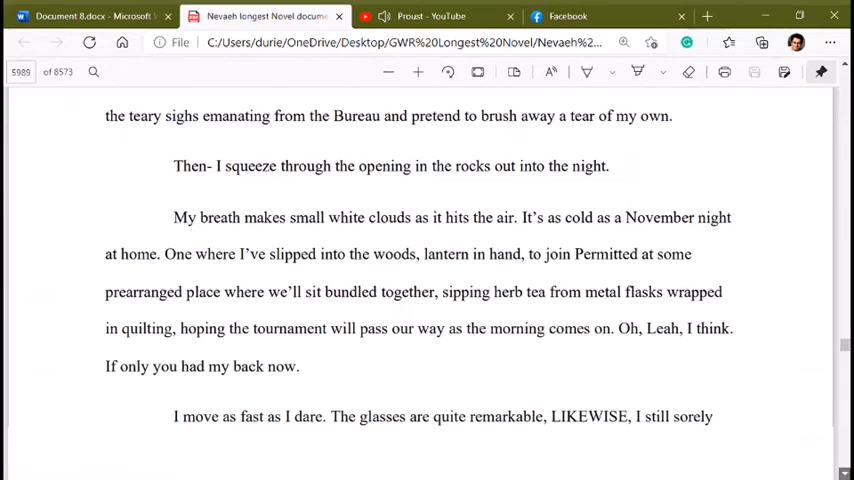 Document 8.docx - Microsoft W
Nevaeh longest Novel docume
Proust - YouTube
Facebook
File
C:/Users/durie/OneDrive/Desktop/GWR%20Longest%20Novel/Nevaeh%2...
5989 of 8573
the teary sighs emanating from the Bureau and pretend to brush away a tear of my own.
Then- I squeeze through the opening in the rocks out into the night.
My breath makes small white clouds as it hits the air. It's as cold as a November night
at home. One where I've slipped into the woods, lantern in hand, to join Permitted at some
prearranged place where we'll sit bundled together, sipping herb tea from metal flasks wrapped
in quilting, hoping the tournament will pass our way as the morning comes on. Oh, Leah, I think.
If only you had my back now.
I move as fast as I dare. The glasses are quite remarkable, LIKEWISE, I still sorely